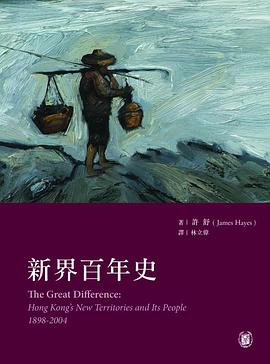 著 | 許 舒 ( James Hayes )
譯 | 林立偉
新界百年史
The Great Difference:
Hong Kong's New Territories and Its People
1898-2004